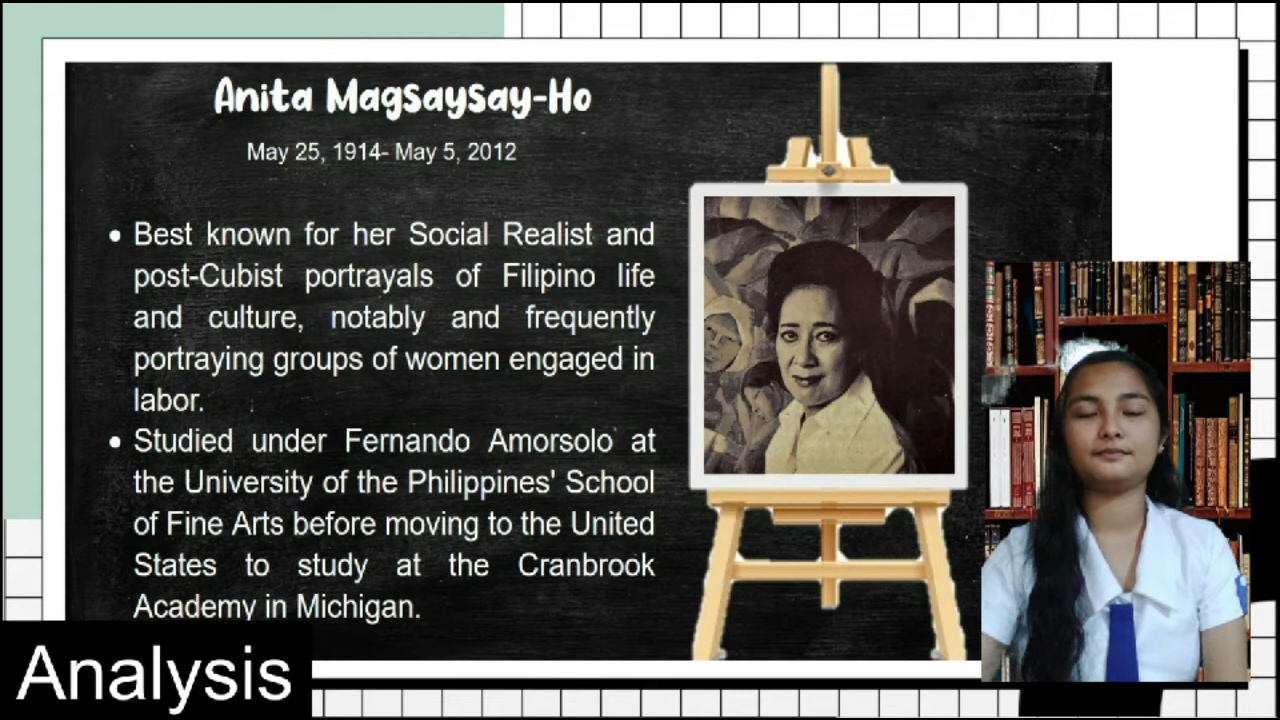 Anita Magsaysay-Ho
May 25, 1914- May 5, 2012
• Best known for her Social Realist and
post-Cubist portrayals of Filipino life
and culture, notably and frequently
portraying groups of women engaged in
labor.
• Studied under Fernando Amorsolo at
the University of the Philippines' School
of Fine Arts before moving to the United
States to study at the Cranbrook
Academy in Michigan.
Analysis